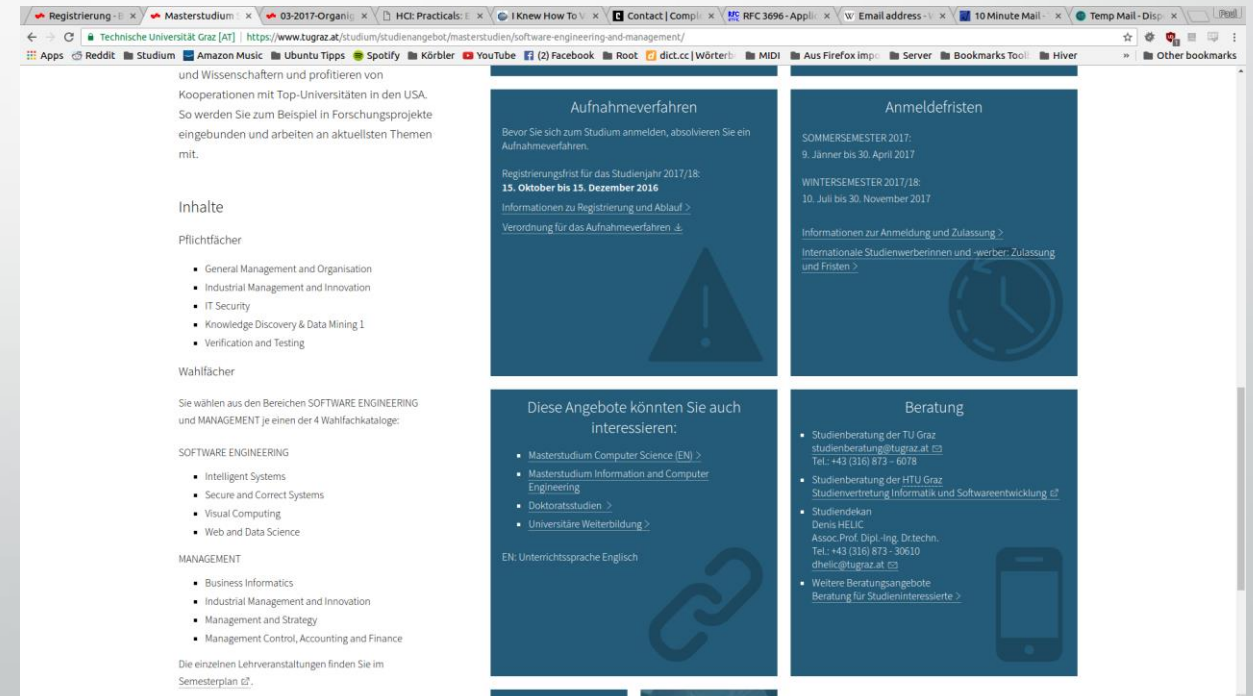 Registrierung - B
Masterstudium S
03-2017-Organig
HCI: Practicals: E
I Knew How To V
Contact | Compl
RFC 3696 - Applic
Email address - W
10 Minute Mail -
Temp Mail - Disp
Paul
Technische Universität Graz [AT] | https://www.tugraz.at/studium/studienangebot/masterstudien/software-engineering-and-management/
Apps Reddit Studium Amazon Music Ubuntu Tipps Spotify Körbler YouTube (2) Facebook Root dict.cc | Wörterb MIDI Aus Firefox impo Server Bookmarks Tool Hiver » Other bookmarks
und Wissenschaftern und profitieren von
Kooperationen mit Top-Universitäten in den USA.
So werden Sie zum Beispiel in Forschungsprojekte
eingebunden und arbeiten an aktuellsten Themen
mit.
Inhalte
Pflichtfächer
General Management and Organisation
Industrial Management and Innovation
IT Security
Knowledge Discovery & Data Mining 1
Verification and Testing
Wahlfächer
Sie wählen aus den Bereichen SOFTWARE ENGINEERING
und MANAGEMENT je einen der 4 Wahlfachkataloge:
SOFTWARE ENGINEERING
Intelligent Systems
Secure and Correct Systems
Visual Computing
Web and Data Science
MANAGEMENT
Business Informatics
Industrial Management and Innovation
Management and Strategy
Management Control, Accounting and Finance
Die einzelnen Lehrveranstaltungen finden Sie im
Semesterplan.
Aufnahmeverfahren
Bevor Sie sich zum Studium anmelden, absolvieren Sie ein
Aufnahmeverfahren.
Registrierungsfrist für das Studienjahr 2017/18:
15. Oktober bis 15. Dezember 2016
Informationen zu Registrierung und Ablauf >
Verordnung für das Aufnahmeverfahren
Anmeldefristen
SOMMERSEMESTER 2017:
9. Jänner bis 30. April 2017
WINTERSEMESTER 2017/18:
10. Juli bis 30. November 2017
Informationen zur Anmeldung und Zulassung >
Internationale Studienwerberinnen und -werber: Zulassung
und Fristen >
Diese Angebote könnten Sie auch
interessieren:
Masterstudium Computer Science (EN) >
Masterstudium Information and Computer
Engineering
Doktoratsstudien >
Universitäre Weiterbildung >
EN: Unterrichtssprache Englisch
Beratung
Studienberatung der TU Graz
studienberatung@tugraz.at
Tel.: +43 (316) 873 – 6078
Studienberatung der HTU Graz
Studienvertretung Informatik und Softwareentwicklung
Studiendekan
Denis HELIC
Assoc.Prof. Dipl.-Ing. Dr.techn.
Tel.: +43 (316) 873 - 30610
dhelic@tugraz.at
Weitere Beratungsangebote
Beratung für Studieninteressierte >